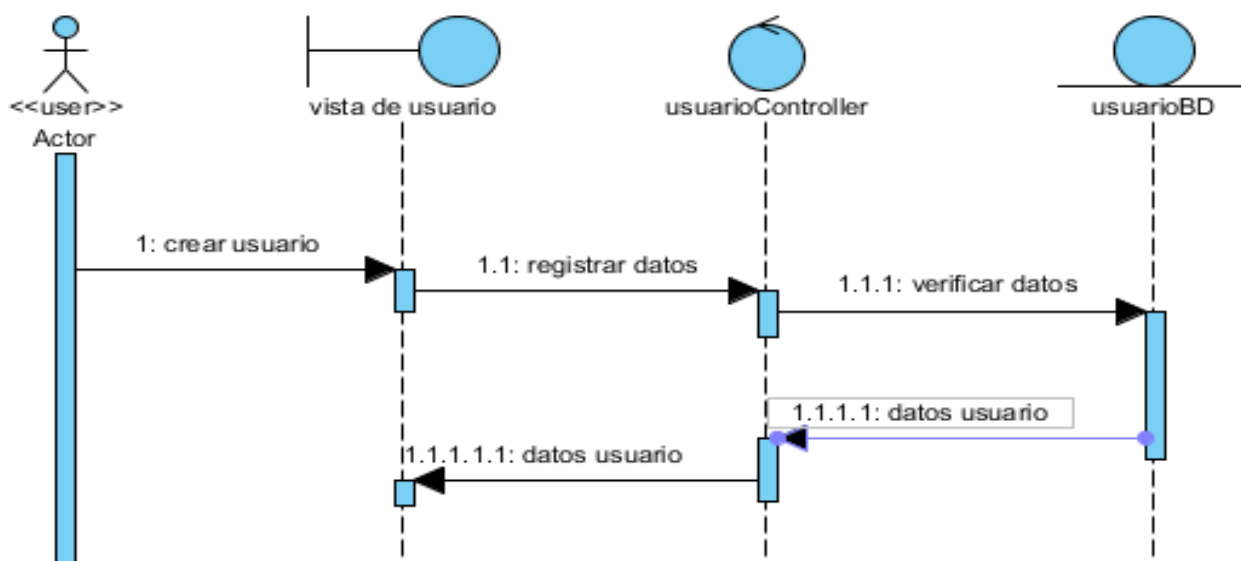 <<user>>
Actor
vista de usuario
usuarioController
usuarioBD
1: crear usuario
1.1: registrar datos
1.1.1: verificar datos
1.1.1.1: datos usuario
1.1.1.1.1: datos usuario